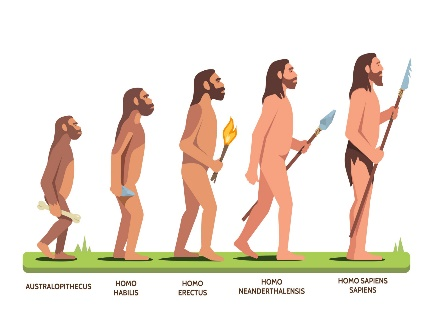 AUSTRALOPITHECUS
HOMO
HABILIS
HOMO
ERECTUS
HOMO
NEANDERTHALENSIS
HOMO SAPIENS
SAPIENS